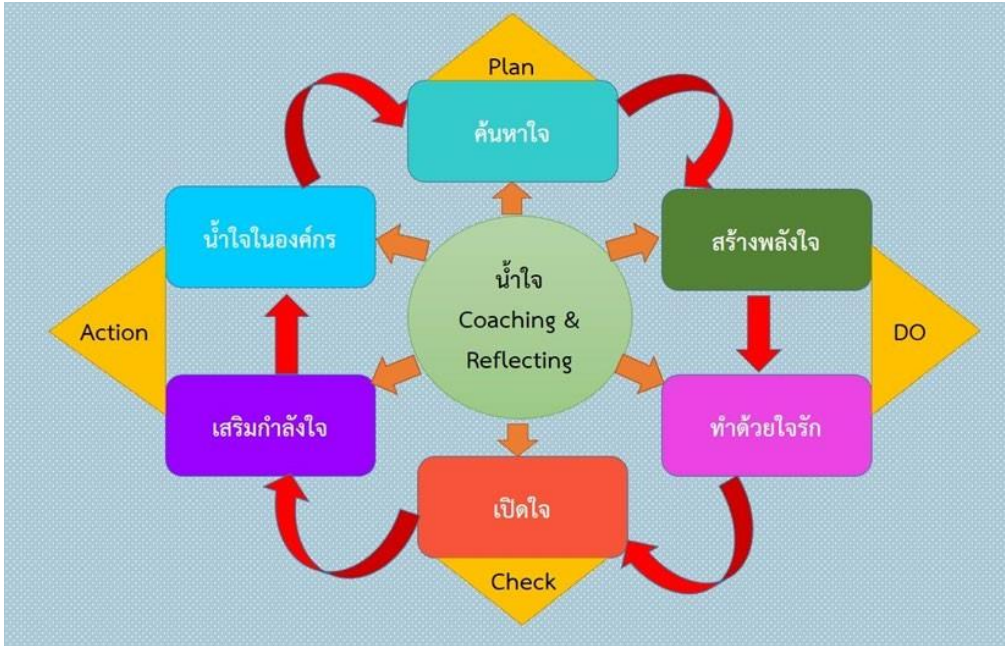 Plan
ค้นหาใจ
น้ำใจในองค์กร
สร้างพลังใจ
น้ำใจ
Coaching &
Reflecting
Action
DO
เสริมกำลังใจ
ทำด้วยใจรัก
เปิดใจ
Check